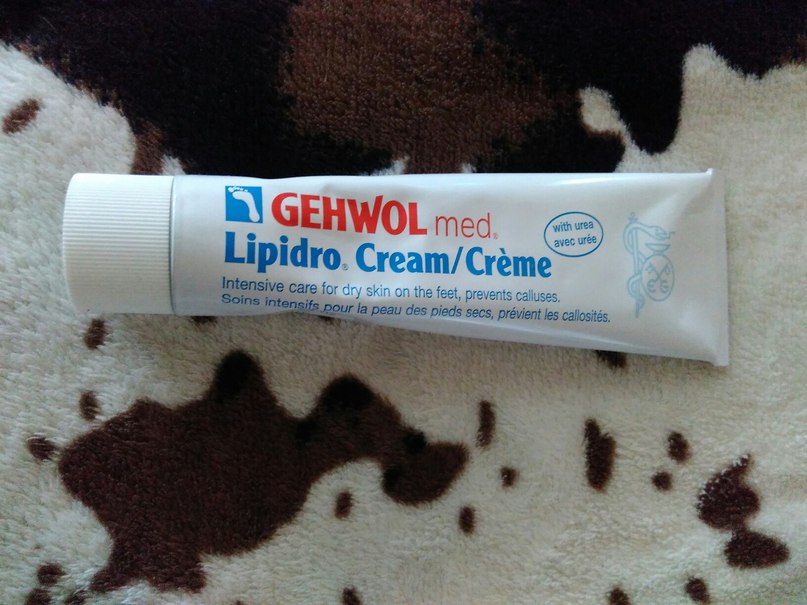 GEHWOL med®
Lipidro® Cream/Crème
with urea
avec urée
Intensive care for dry skin on the feet, prevents calluses.
Soins intensifs pour la peau des pieds secs, prévient les callosités.